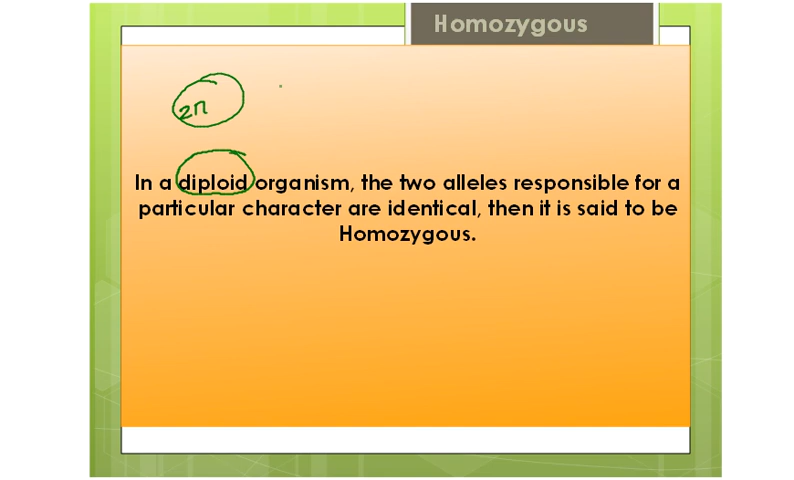 Homozygous
2n
In a diploid organism, the two alleles responsible for a
particular character are identical, then it is said to be
Homozygous.